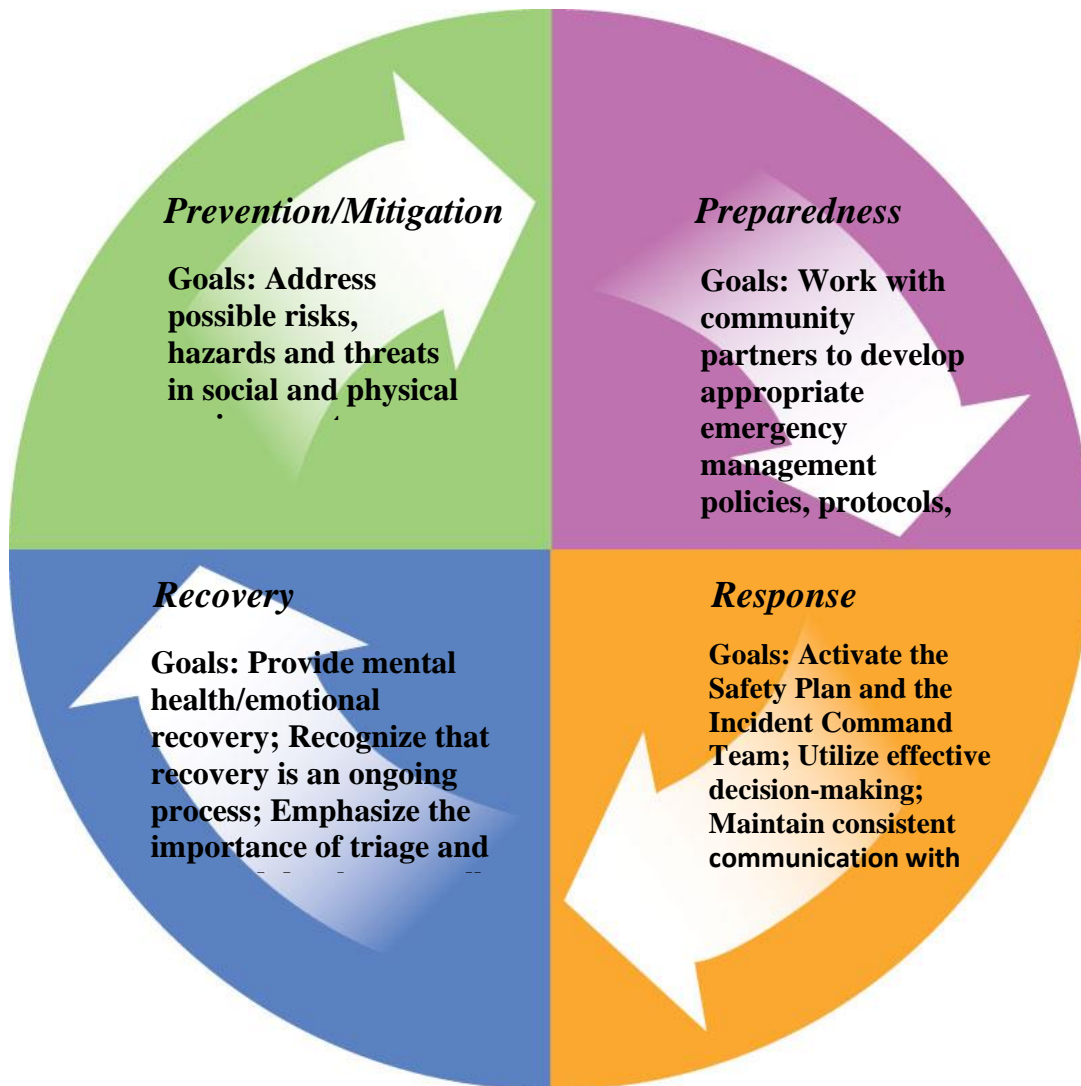 Prevention/Mitigation
Goals: Address
possible risks,
hazards and threats
in social and physical
Preparedness
Goals: Work with
community
partners to develop
appropriate
emergency
management
policies, protocols,
Recovery
Goals: Provide mental
health/emotional
recovery; Recognize that
recovery is an ongoing
process; Emphasize the
importance of triage and
Response
Goals: Activate the
Safety Plan and the
Incident Command
Team; Utilize effective
decision-making;
Maintain consistent
communication with